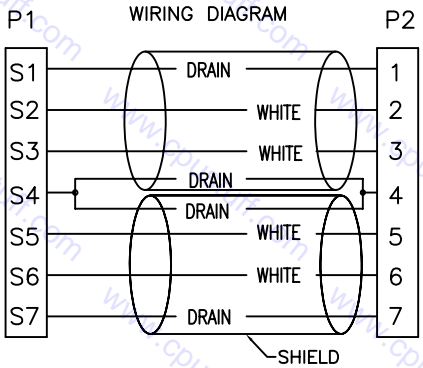 WIRING DIAGRAM
P1 P2
S1 DRAIN 1
S2 WHITE 2
S3 WHITE 3
DRAIN
S4 4
DRAIN
S5 WHITE 5
S6 WHITE 6
S7 DRAIN 7
SHIELD